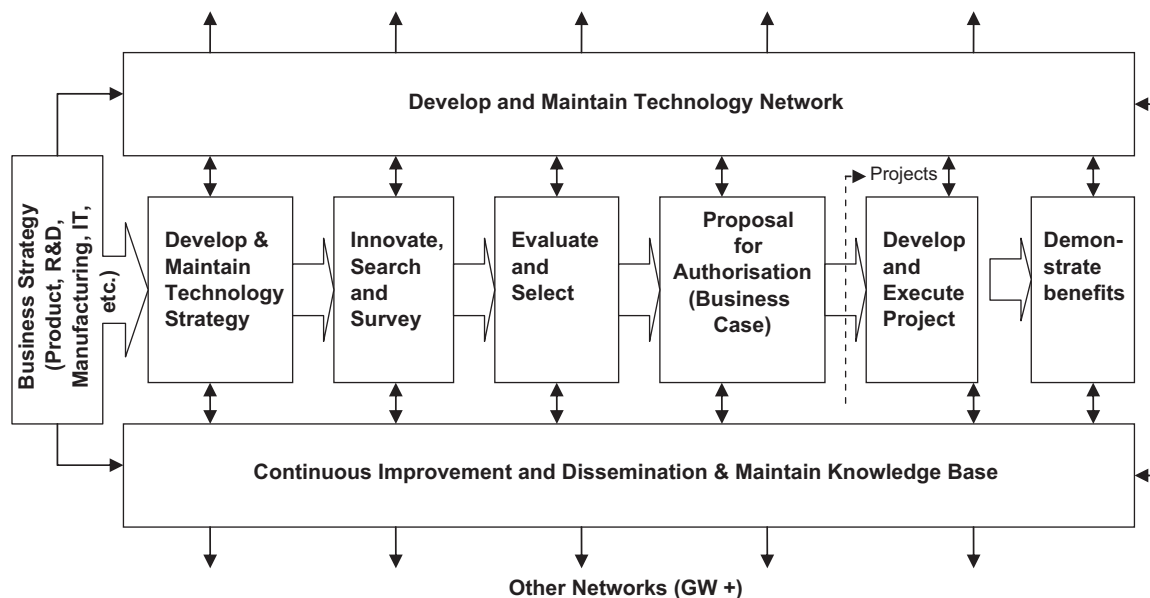 Develop and Maintain Technology Network
Business Strategy
(Product, R&D,
Manufacturing, IT,
etc.)
Develop &
Maintain
Technology
Strategy
Innovate,
Search
and
Survey
Evaluate
and
Select
Proposal
for
Authorisation
(Business
Case)
Projects
Develop
and
Execute
Project
Demon-
strate
benefits
Continuous Improvement and Dissemination & Maintain Knowledge Base
Other Networks (GW +)